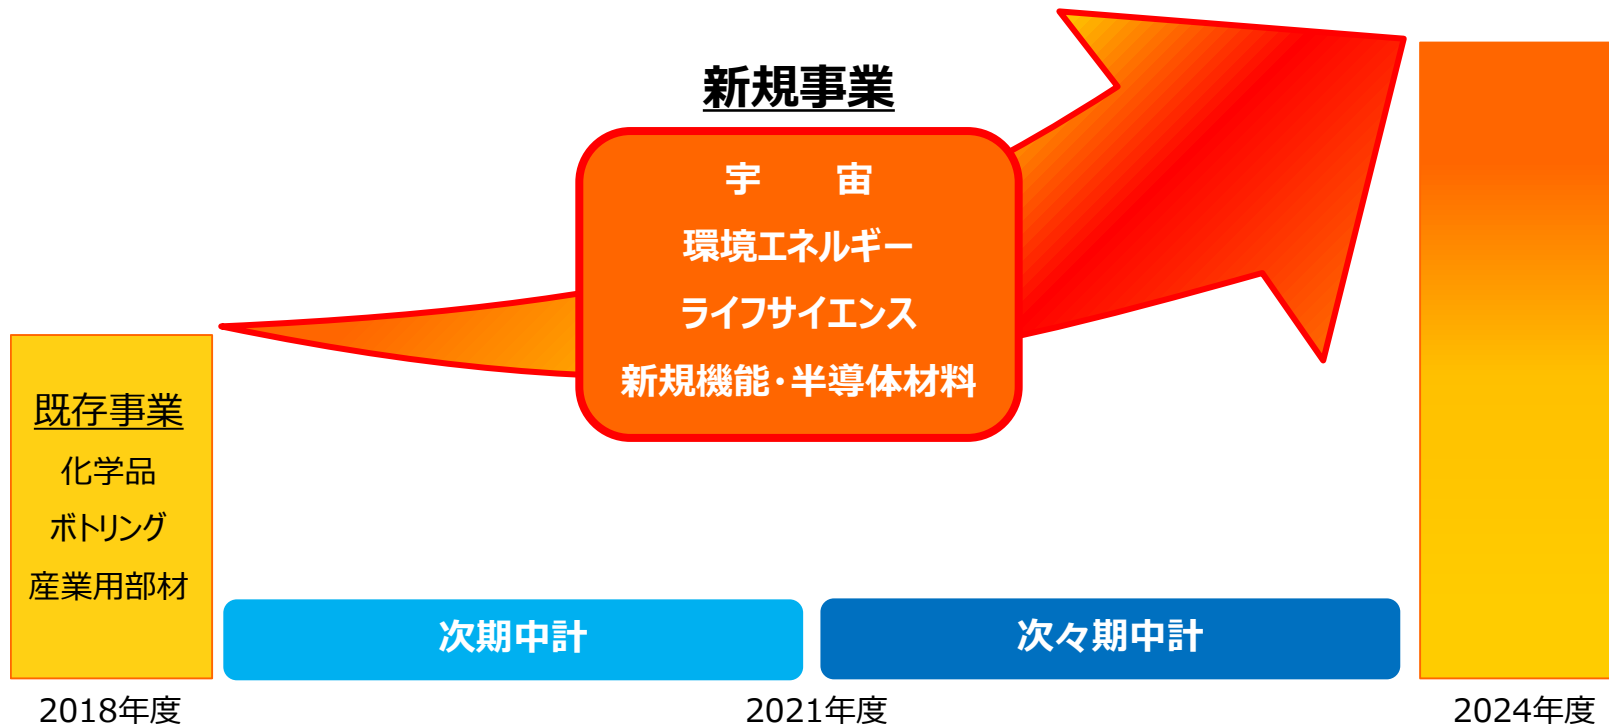 新規事業
宇　　宙
環境エネルギー
ライフサイエンス
新規機能・半導体材料
既存事業
化学品
ボトリング
産業用部材
次期中計
次々期中計
2018年度
2021年度
2024年度